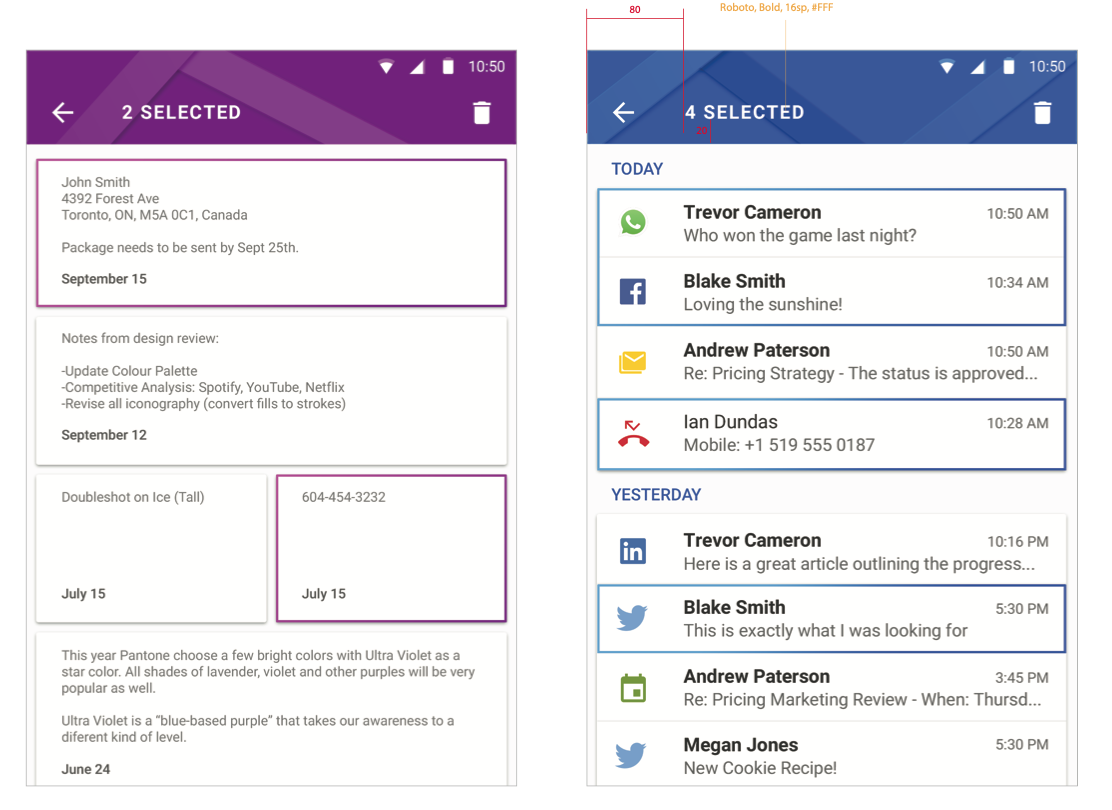 10:50
2 SELECTED
John Smith
4392 Forest Ave
Toronto, ON, M5A 0C1, Canada
Package needs to be sent by Sept 25th.
September 15
Notes from design review:
-Update Colour Palette
-Competitive Analysis: Spotify, YouTube, Netflix
-Revise all iconography (convert fills to strokes)
September 12
Doubleshot on Ice (Tall)
July 15
604-454-3232
July 15
This year Pantone choose a few bright colors with Ultra Violet as a
star color. All shades of lavender, violet and other purples will be very
popular as well.
Ultra Violet is a “blue-based purple” that takes our awareness to a
diferent kind of level.
June 24
80
Roboto, Bold, 16sp, #FFF
10:50
4 SELECTED
TODAY
Trevor Cameron 10:50 AM
Who won the game last night?
Blake Smith 10:34 AM
Loving the sunshine!
Andrew Paterson 10:50 AM
Re: Pricing Strategy - The status is approved...
Ian Dundas 10:28 AM
Mobile: +1 519 555 0187
YESTERDAY
Trevor Cameron 10:16 PM
Here is a great article outlining the progress...
Blake Smith 5:30 PM
This is exactly what I was looking for
Andrew Paterson 3:45 PM
Re: Pricing Marketing Review - When: Thursd...
Megan Jones 5:30 PM
New Cookie Recipe!